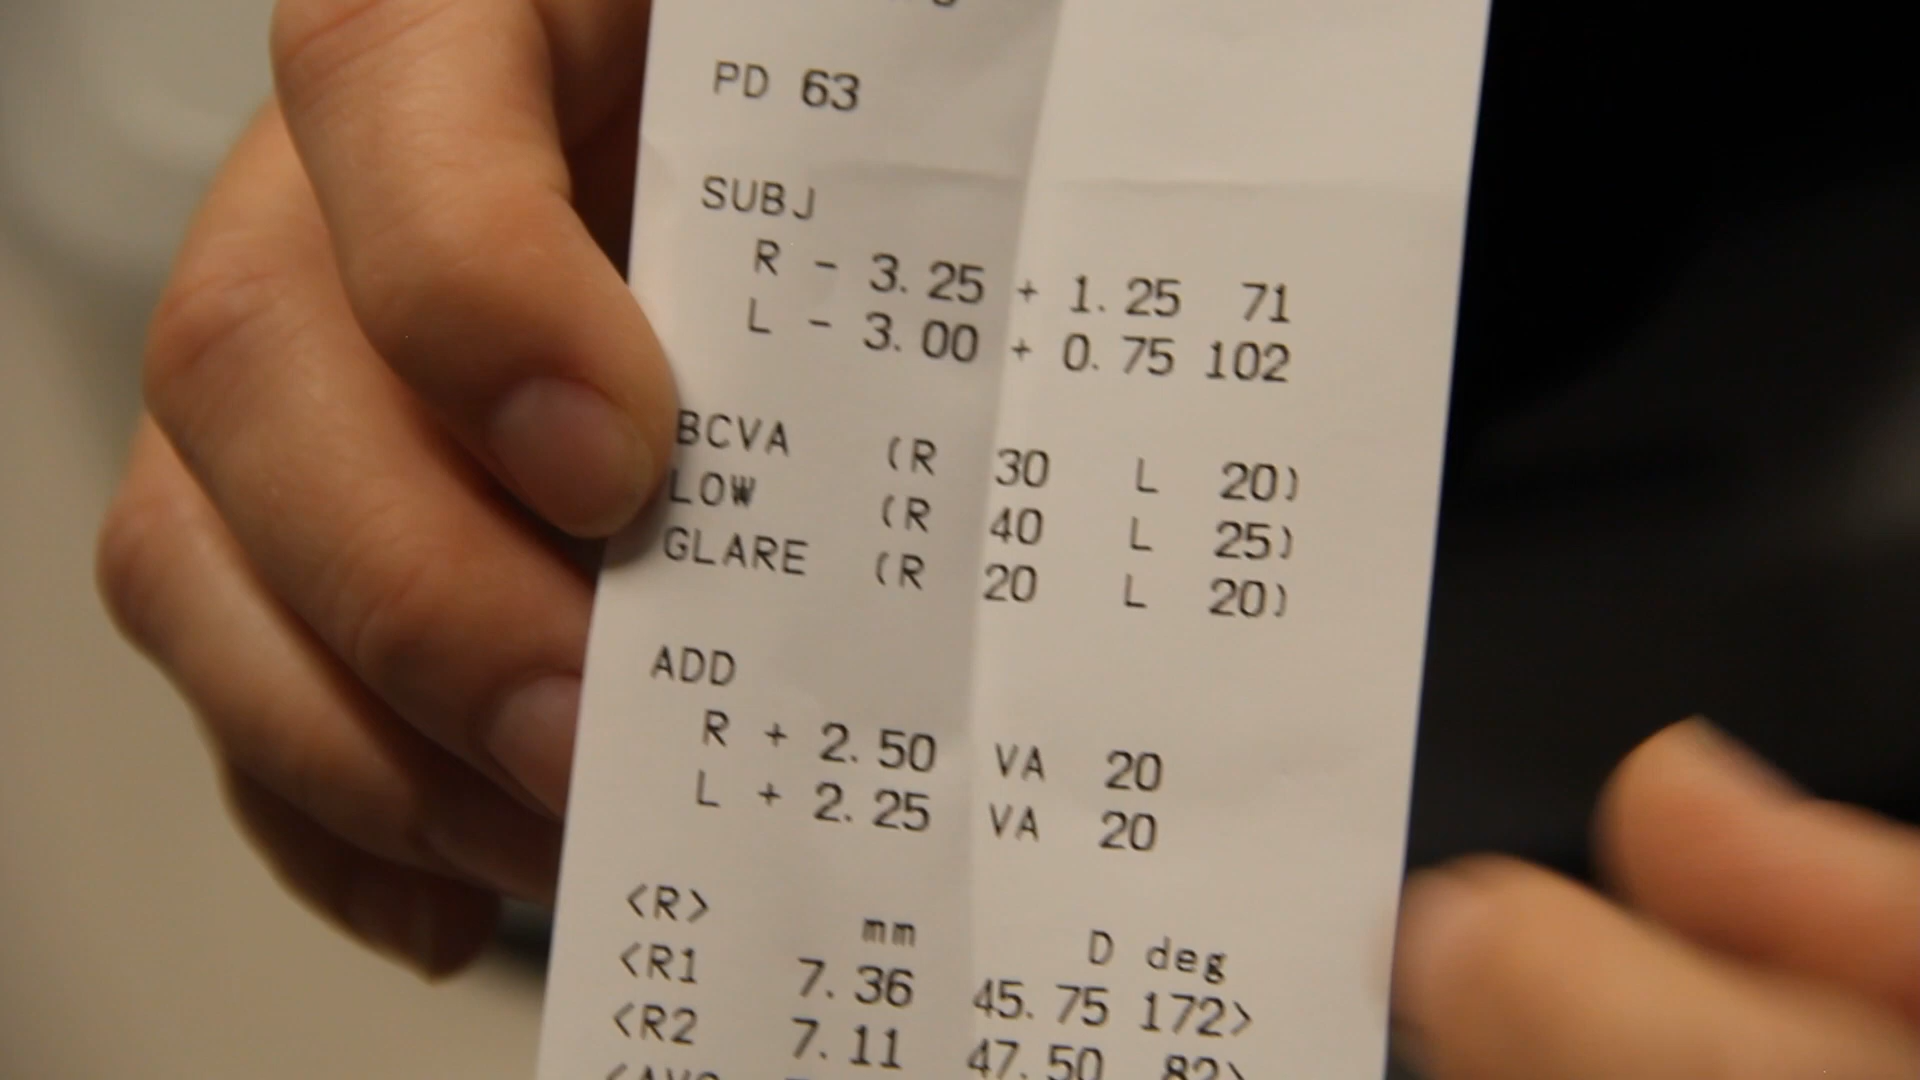 PD 63
SUBJ
R - 3.25 + 1.25 71
L - 3.00 + 0.75 102
BCVA (R 30 L 20)
LOW (R 40 L 25)
GLARE (R 20 L 20)
ADD
R + 2.50 VA 20
L + 2.25 VA 20
<R> mm D deg
<R1 7.36 45.75 172>
<R2 7.11 47.50 82>